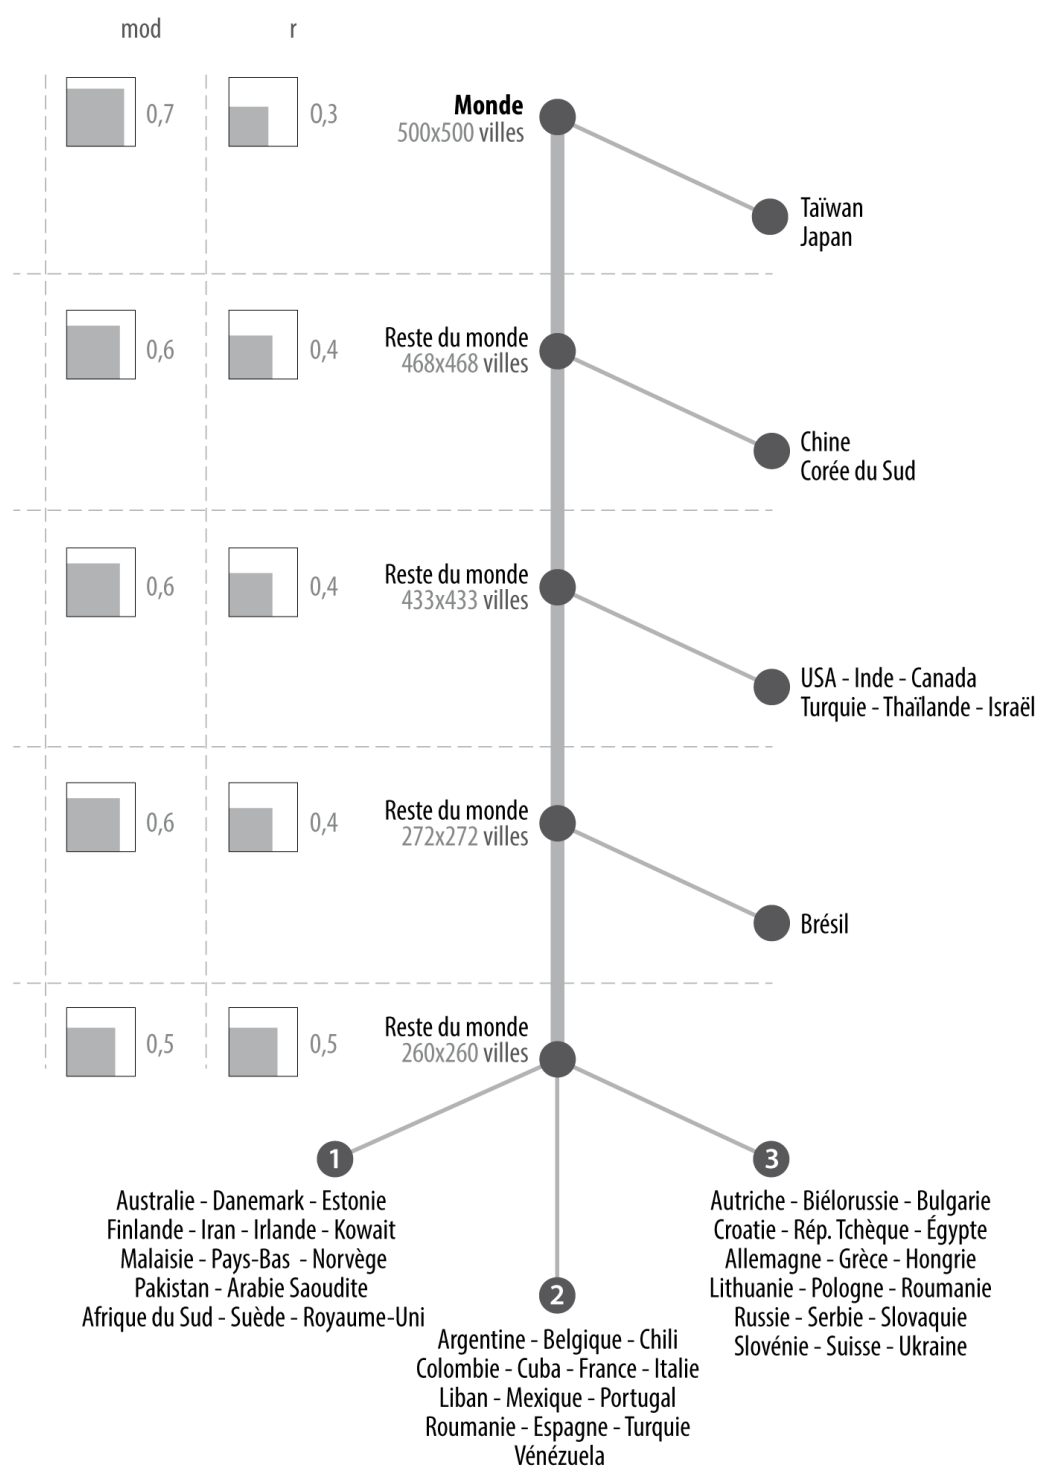 mod r
0,7 0,3 Monde
500x500 villes
Taïwan
Japan
0,6 0,4 Reste du monde
468x468 villes
Chine
Corée du Sud
0,6 0,4 Reste du monde
433x433 villes
USA - Inde - Canada
Turquie - Thaïlande - Israël
0,6 0,4 Reste du monde
272x272 villes
Brésil
0,5 0,5 Reste du monde
260x260 villes
1
Australie - Danemark - Estonie
Finlande - Iran - Irlande - Kowait
Malaisie - Pays-Bas - Norvège
Pakistan - Arabie Saoudite
Afrique du Sud - Suède - Royaume-Uni
2
Argentine - Belgique - Chili
Colombie - Cuba - France - Italie
Liban - Mexique - Portugal
Roumanie - Espagne - Turquie
Vénézuela
3
Autriche - Biélorussie - Bulgarie
Croatie - Rép. Tchèque - Égypte
Allemagne - Grèce - Hongrie
Lithuanie - Pologne - Roumanie
Russie - Serbie - Slovaquie
Slovénie - Suisse - Ukraine